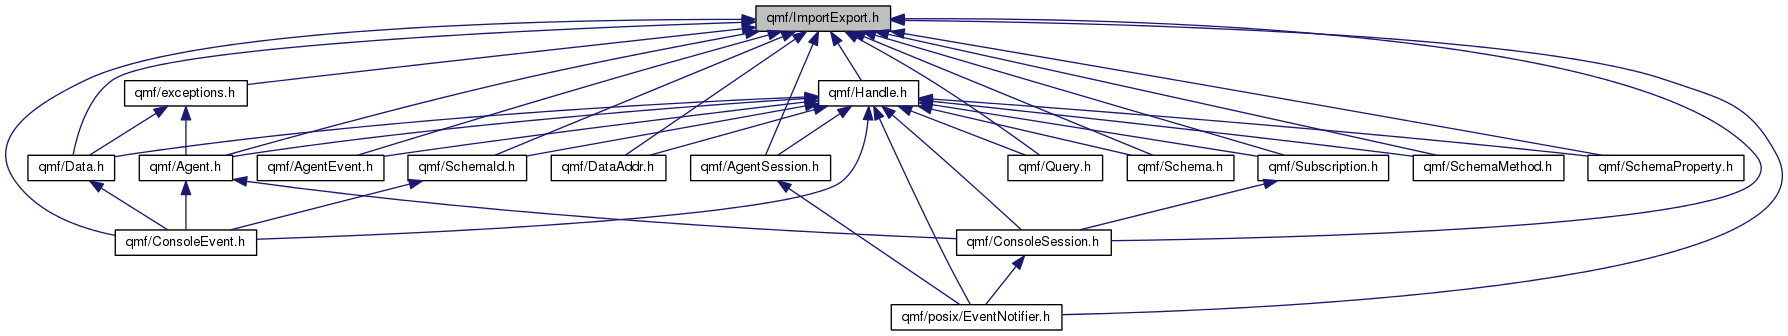 qmf/ImportExport.h
qmf/exceptions.h
qmf/Handle.h
qmf/Data.h
qmf/Agent.h
qmf/AgentEvent.h
qmf/SchemaId.h
qmf/DataAddr.h
qmf/AgentSession.h
qmf/Query.h
qmf/Schema.h
qmf/Subscription.h
qmf/SchemaMethod.h
qmf/SchemaProperty.h
qmf/ConsoleEvent.h
qmf/ConsoleSession.h
qmf/posix/EventNotifier.h